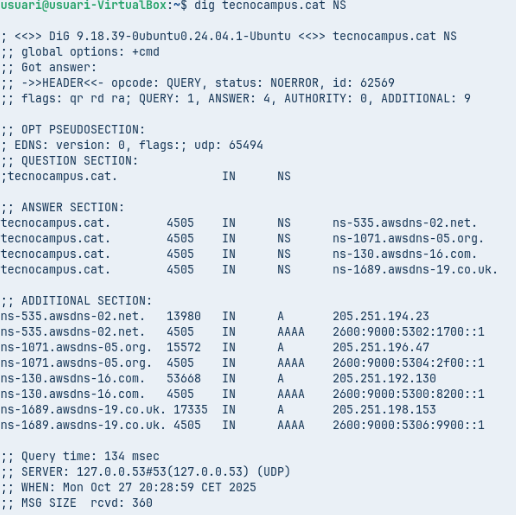 usuari@usuari-VirtualBox:~$ dig tecnocampus.cat NS

; <<>> DiG 9.18.39-0ubuntu0.24.04.1-Ubuntu <<>> tecnocampus.cat NS
;; global options: +cmd
;; Got answer:
;; ->>HEADER<<- opcode: QUERY, status: NOERROR, id: 62569
;; flags: qr rd ra; QUERY: 1, ANSWER: 4, AUTHORITY: 0, ADDITIONAL: 9

;; OPT PSEUDOSECTION:
; EDNS: version: 0, flags:; udp: 65494
;; QUESTION SECTION:
;tecnocampus.cat. IN NS

;; ANSWER SECTION:
tecnocampus.cat. 4505 IN NS ns-535.awsdns-02.net.
tecnocampus.cat. 4505 IN NS ns-1071.awsdns-05.org.
tecnocampus.cat. 4505 IN NS ns-130.awsdns-16.com.
tecnocampus.cat. 4505 IN NS ns-1689.awsdns-19.co.uk.

;; ADDITIONAL SECTION:
ns-535.awsdns-02.net. 13980 IN A 205.251.194.23
ns-535.awsdns-02.net. 4505 IN AAAA 2600:9000:5302:1700::1
ns-1071.awsdns-05.org. 15572 IN A 205.251.196.47
ns-1071.awsdns-05.org. 4505 IN AAAA 2600:9000:5304:2f00::1
ns-130.awsdns-16.com. 53668 IN A 205.251.192.130
ns-130.awsdns-16.com. 4505 IN AAAA 2600:9000:5300:8200::1
ns-1689.awsdns-19.co.uk. 17335 IN A 205.251.198.153
ns-1689.awsdns-19.co.uk. 4505 IN AAAA 2600:9000:5306:9900::1

;; Query time: 134 msec
;; SERVER: 127.0.0.53#53(127.0.0.53) (UDP)
;; WHEN: Mon Oct 27 20:28:59 CET 2025
;; MSG SIZE rcvd: 360